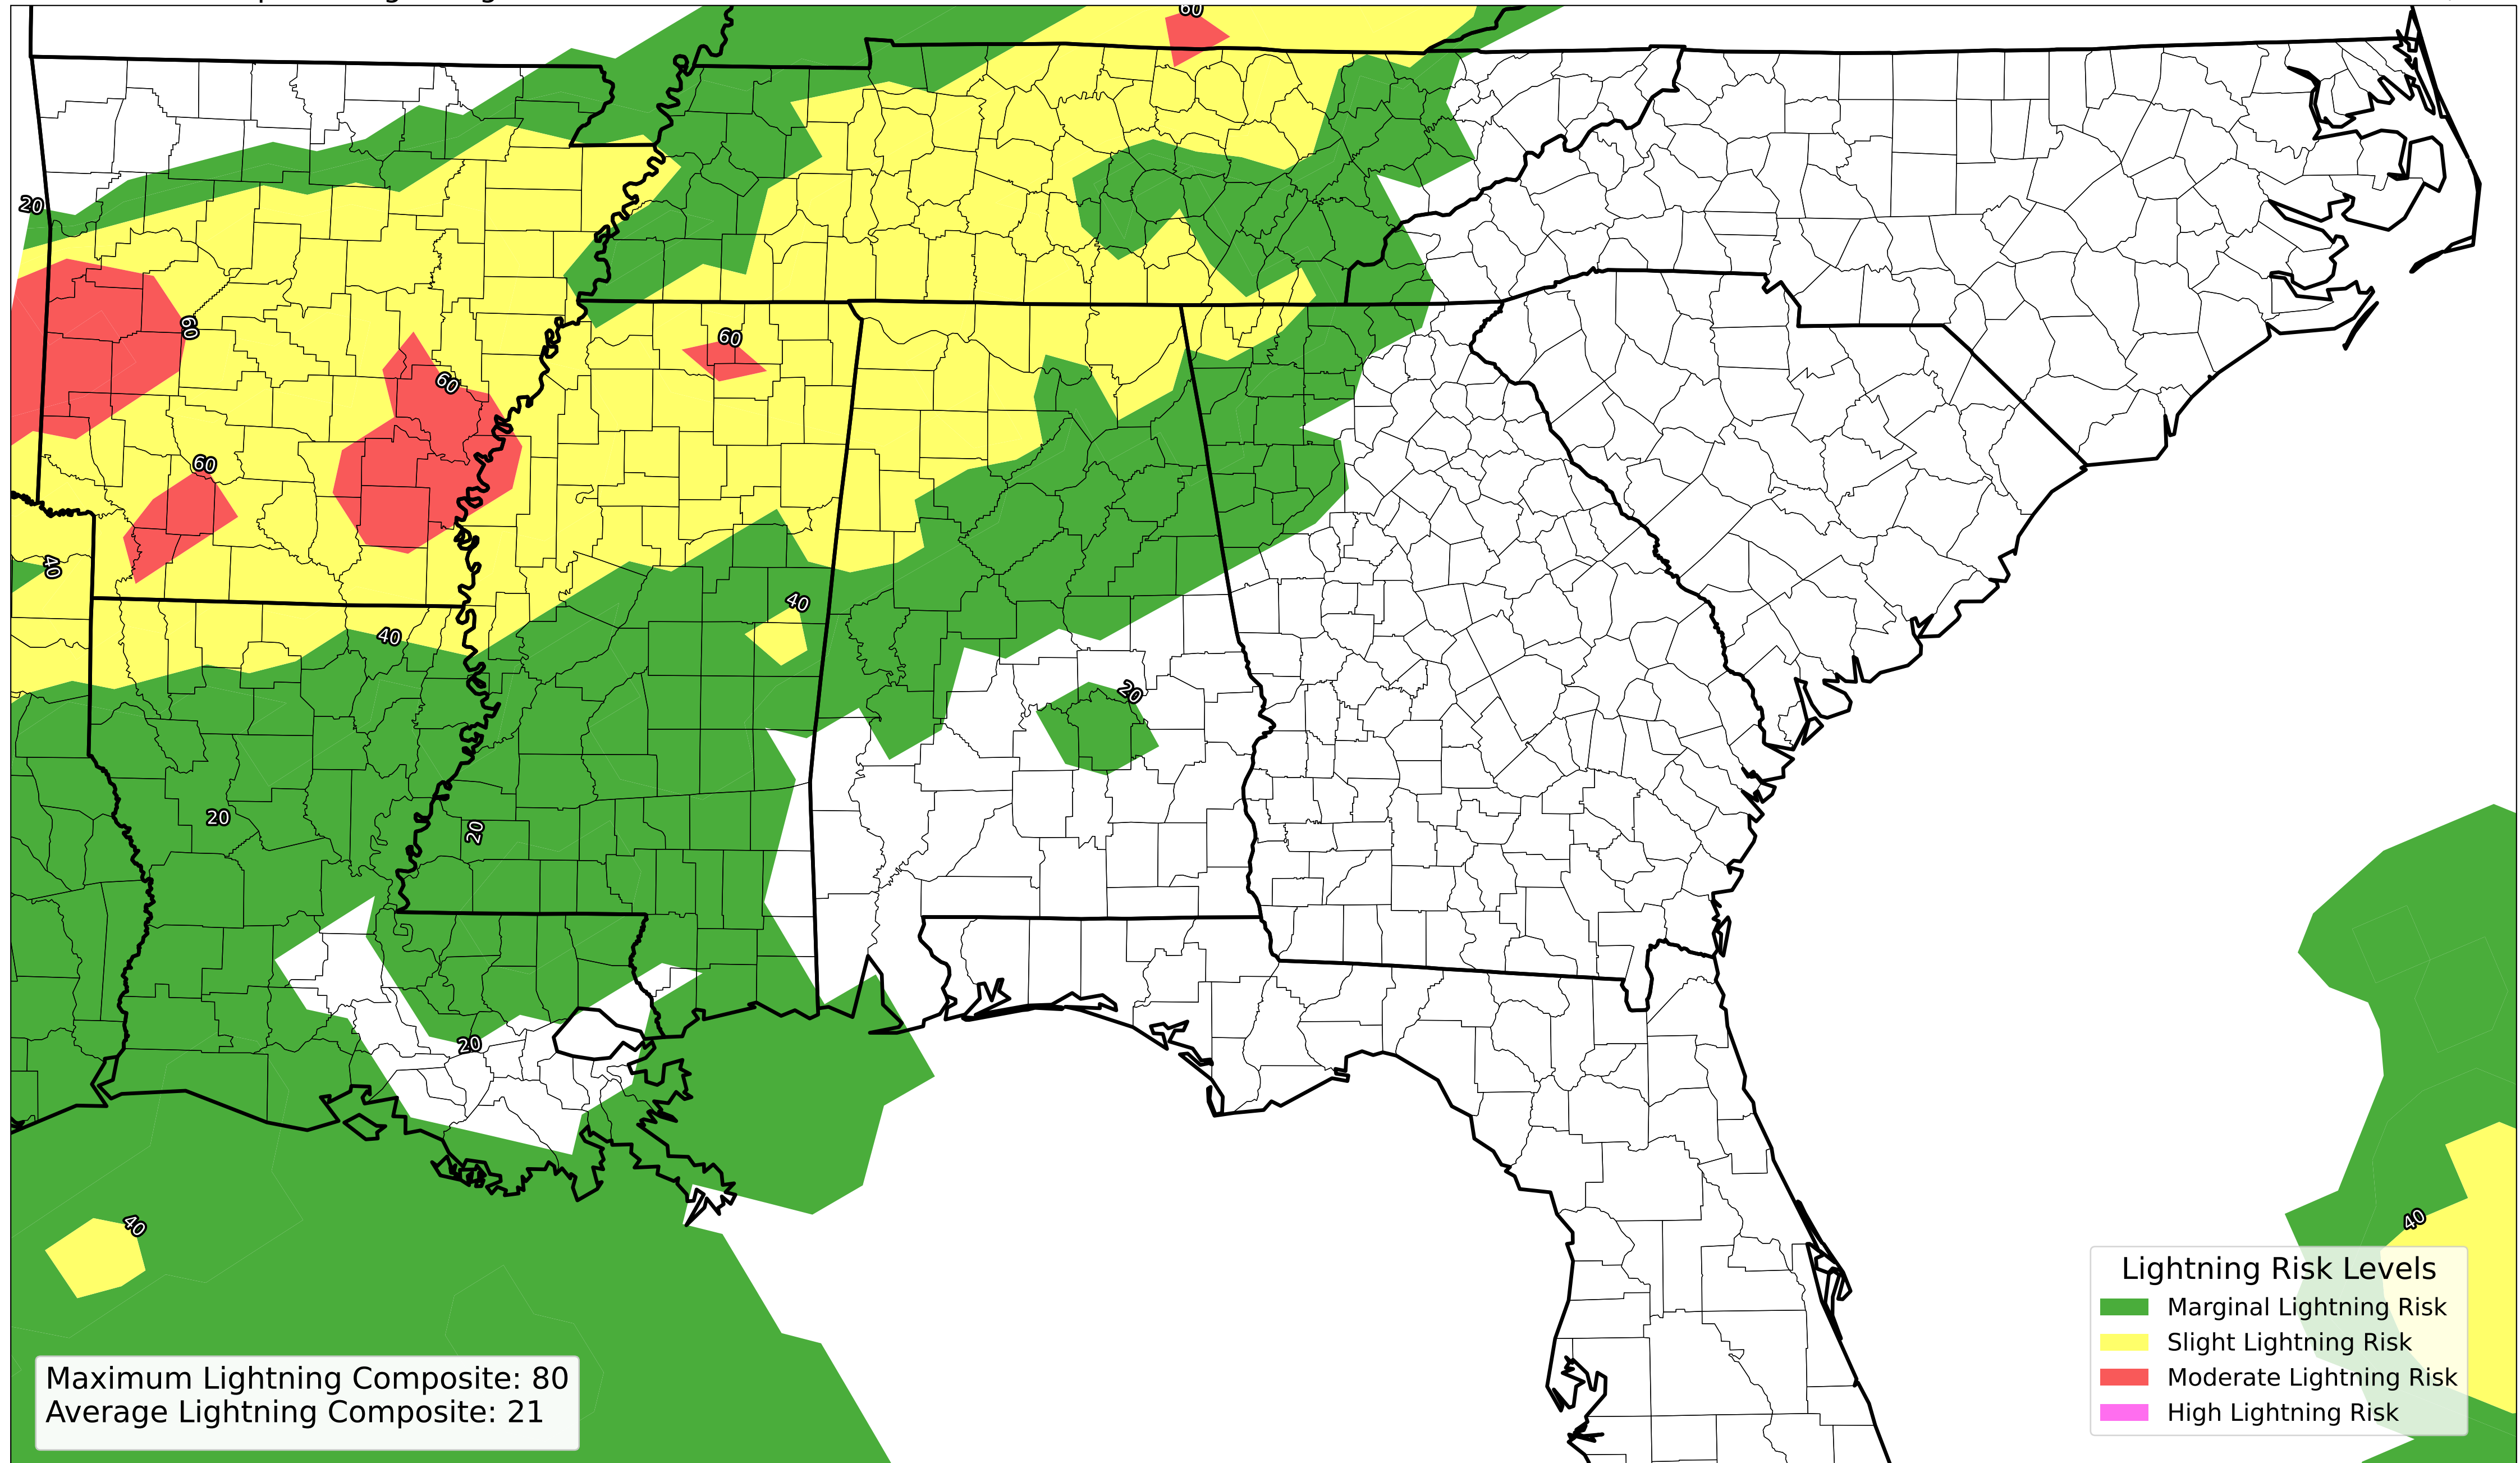 60
20
60
60
60
60
40
40
40
20
20
20
20
40
40
Lightning Risk Levels
Marginal Lightning Risk
Slight Lightning Risk
Moderate Lightning Risk
High Lightning Risk
Maximum Lightning Composite: 80
Average Lightning Composite: 21